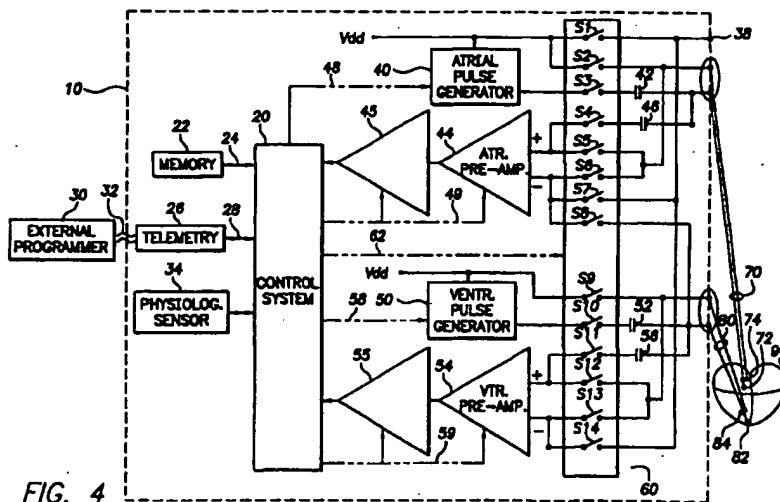 Vdd
S1
38
S2
10
48
40
ATRIAL
PULSE
GENERATOR
S3
42
20
45
44
S4
46
22
24
MEMORY
ATR.
PRE-AMP.
+
-
S5
S6
S7
S8
30
32
26
28
49
EXTERNAL
PROGRAMMER
TELEMETRY
62
34
CONTROL
SYSTEM
Vdd
PHYSIOLOG.
SENSOR
58
50
VENTR.
PULSE
GENERATOR
S9
S10
52
S11
56
70
80
74
72
55
54
S12
VTR.
PRE-AMP.
+
-
S13
S14
59
60
84
82
FIG. 4